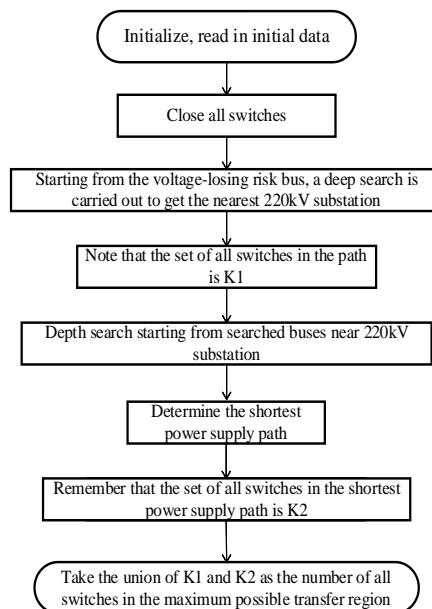 Initialize, read in initial data
Close all switches
Starting from the voltage-losing risk bus, a deep search is
carried out to get the nearest 220kV substation
Note that the set of all switches in the path
is K1
Depth search starting from searched buses near 220kV
substation
Determine the shortest
power supply path
Remember that the set of all switches in the shortest
power supply path is K2
Take the union of K1 and K2 as the number of all
switches in the maximum possible transfer region